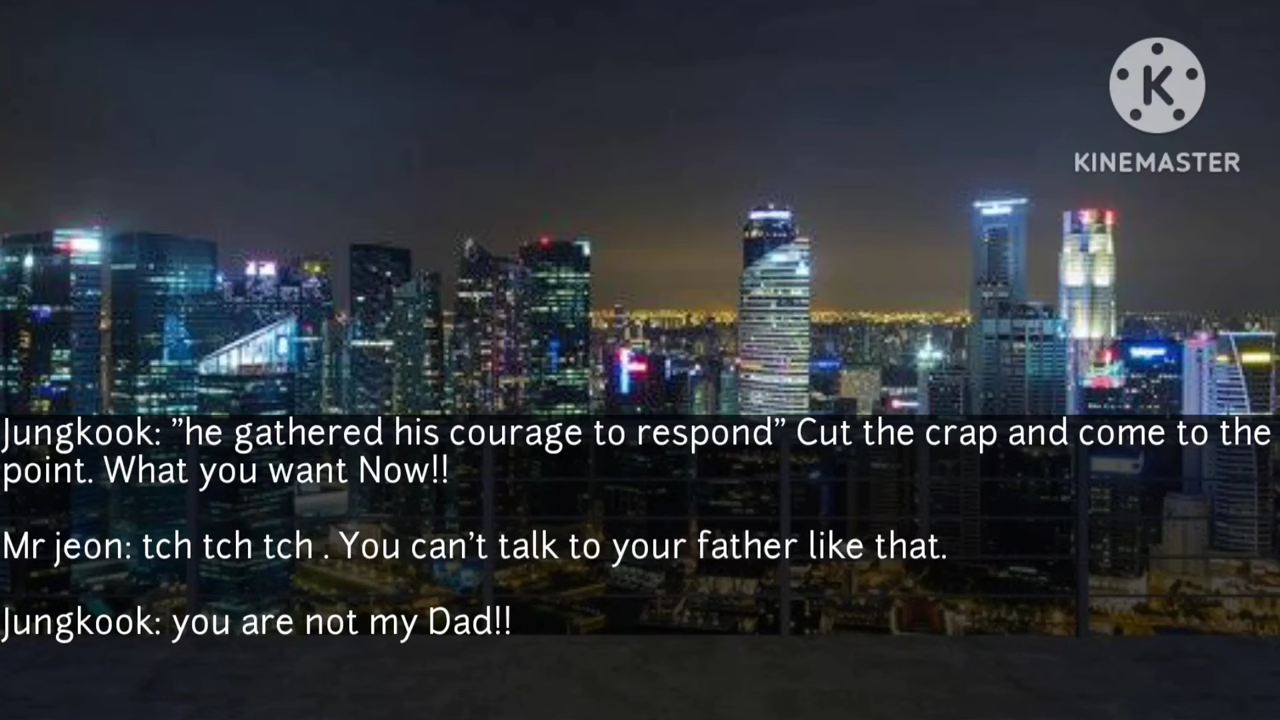 KINEMASTER
Jungkook: ”he gathered his courage to respond” Cut the crap and come to the
point. What you want Now!!
Mr jeon: tch tch tch . You can’t talk to your father like that.
Jungkook: you are not my Dad!!